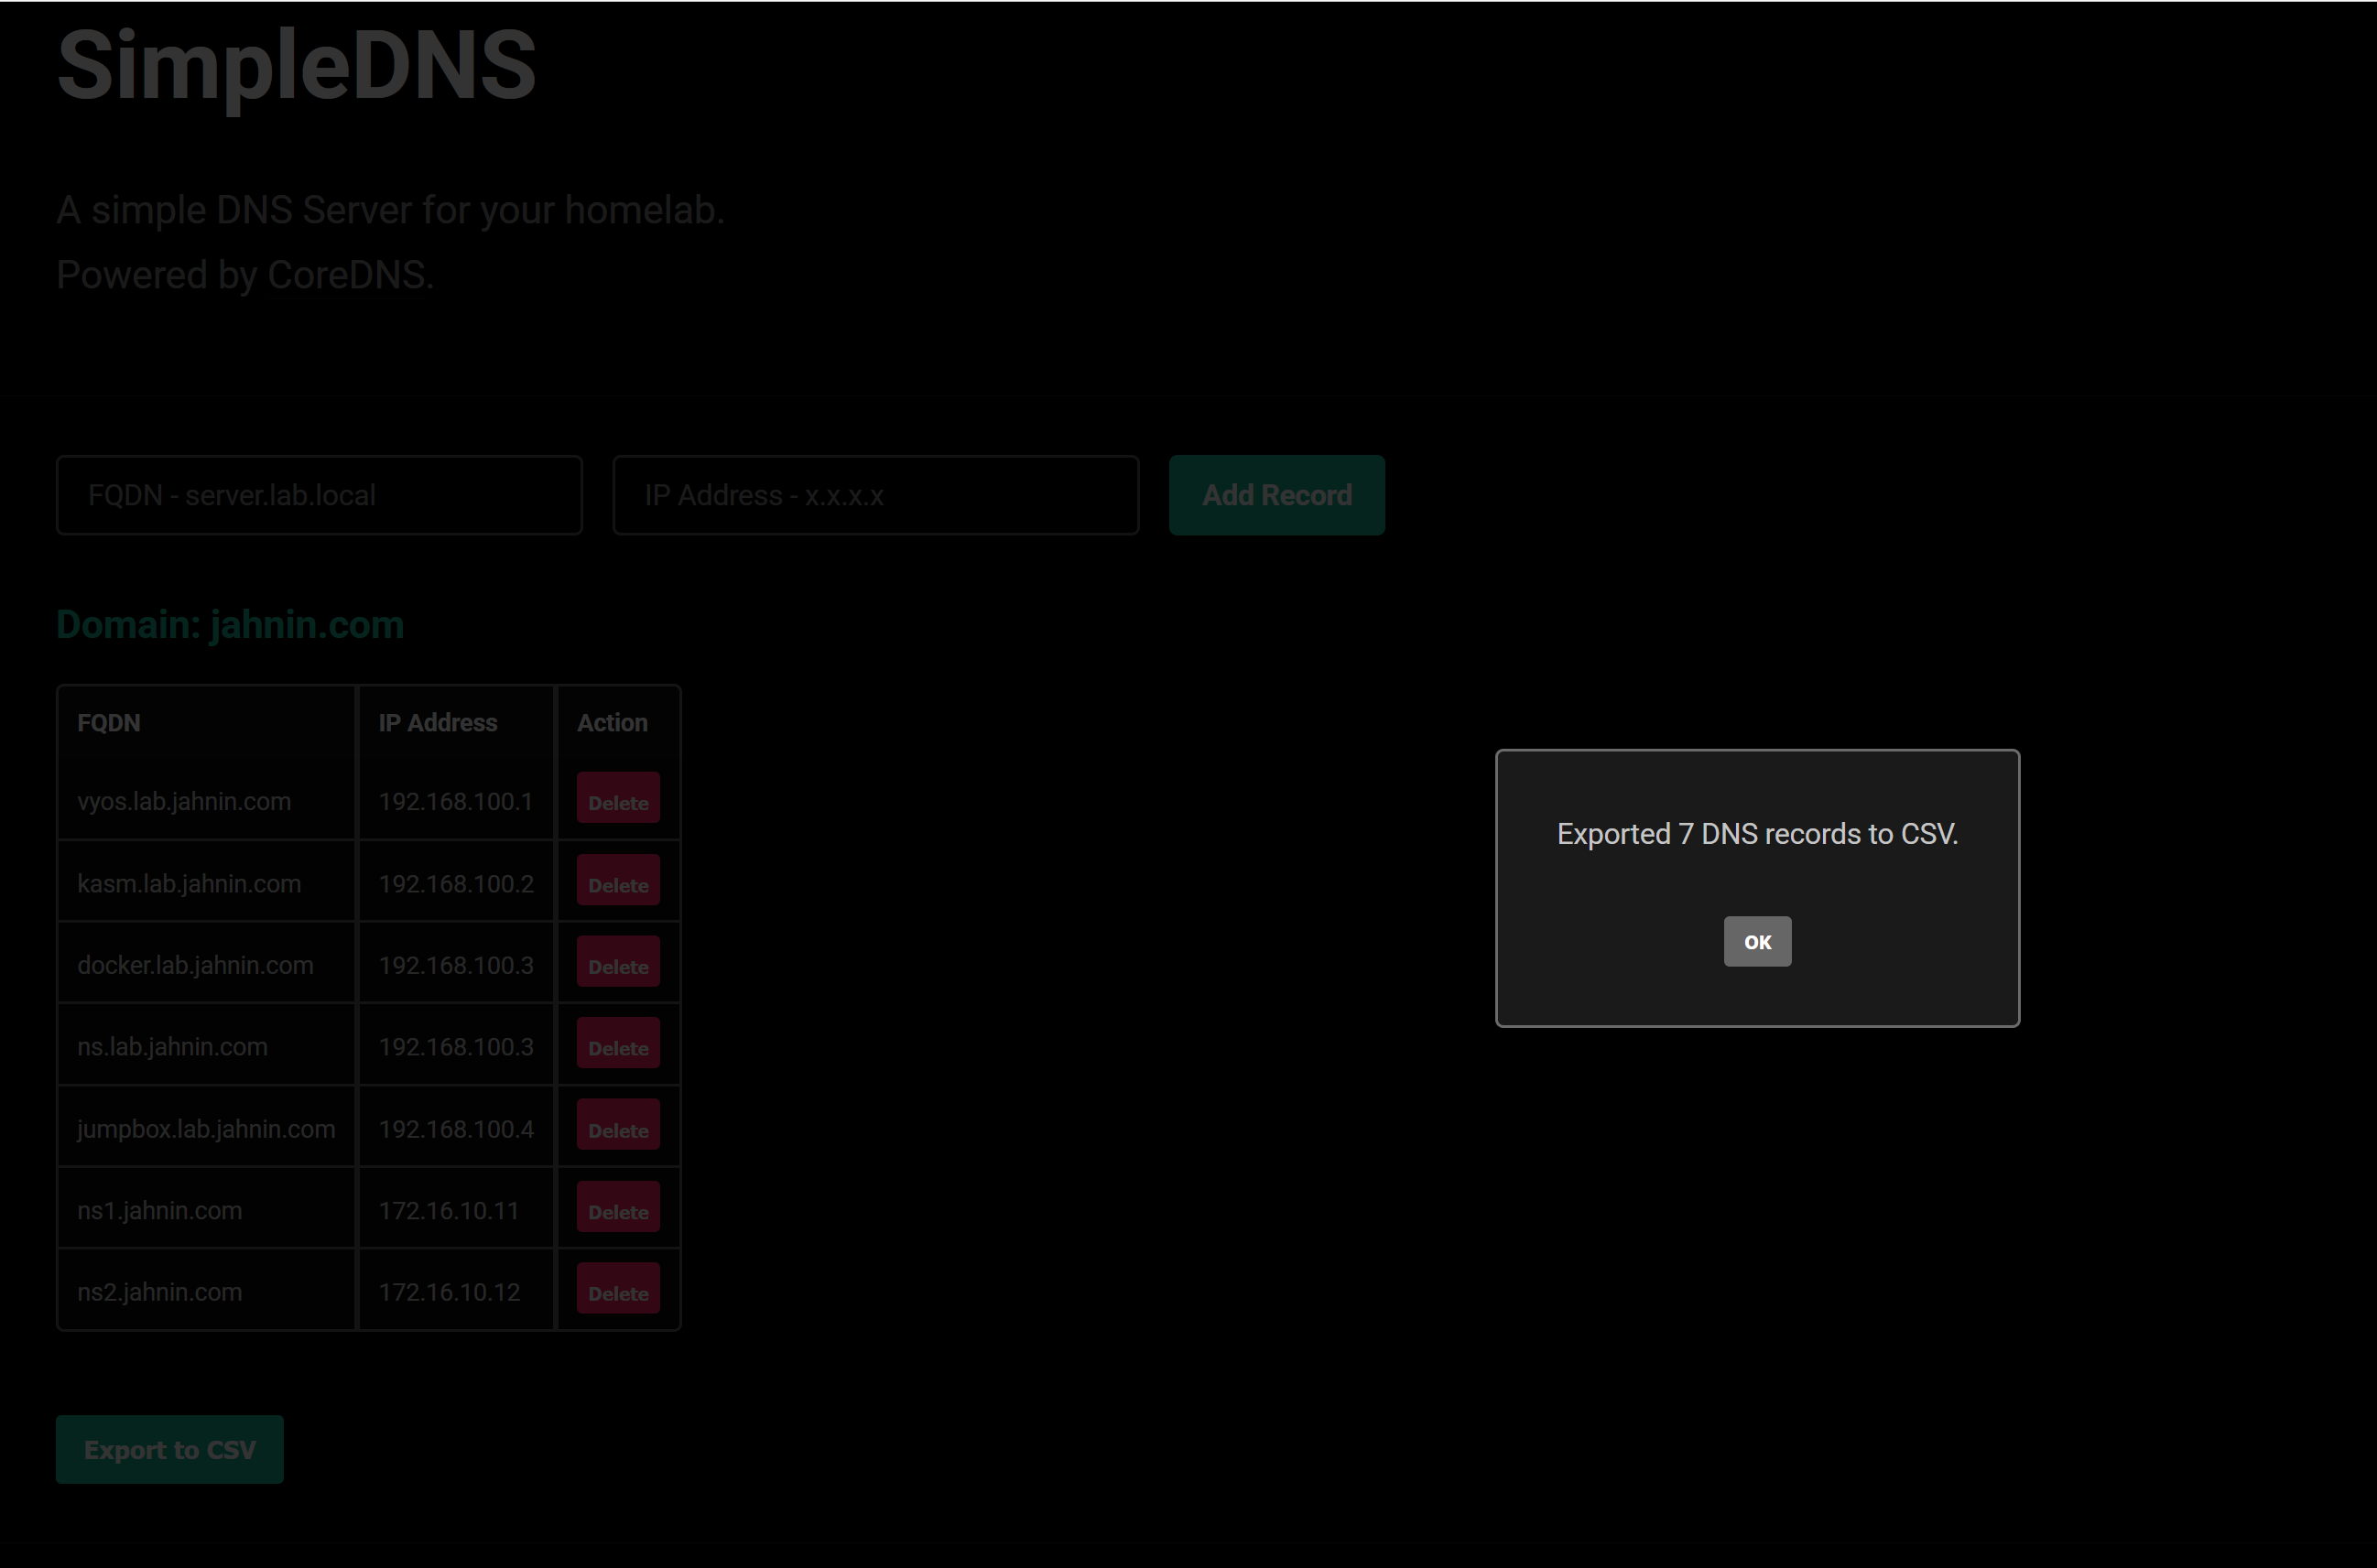 SimpleDNS
A simple DNS Server for your homelab.
Powered by CoreDNS.
FQDN - server.lab.local IP Address - x.x.x.x Add Record
Domain: jahnin.com
FQDN IP Address Action
vyos.lab.jahnin.com 192.168.100.1 Delete
kasm.lab.jahnin.com 192.168.100.2 Delete
docker.lab.jahnin.com 192.168.100.3 Delete
ns.lab.jahnin.com 192.168.100.3 Delete
jumpbox.lab.jahnin.com 192.168.100.4 Delete
ns1.jahnin.com 172.16.10.11 Delete
ns2.jahnin.com 172.16.10.12 Delete
Export to CSV
Exported 7 DNS records to CSV.
OK